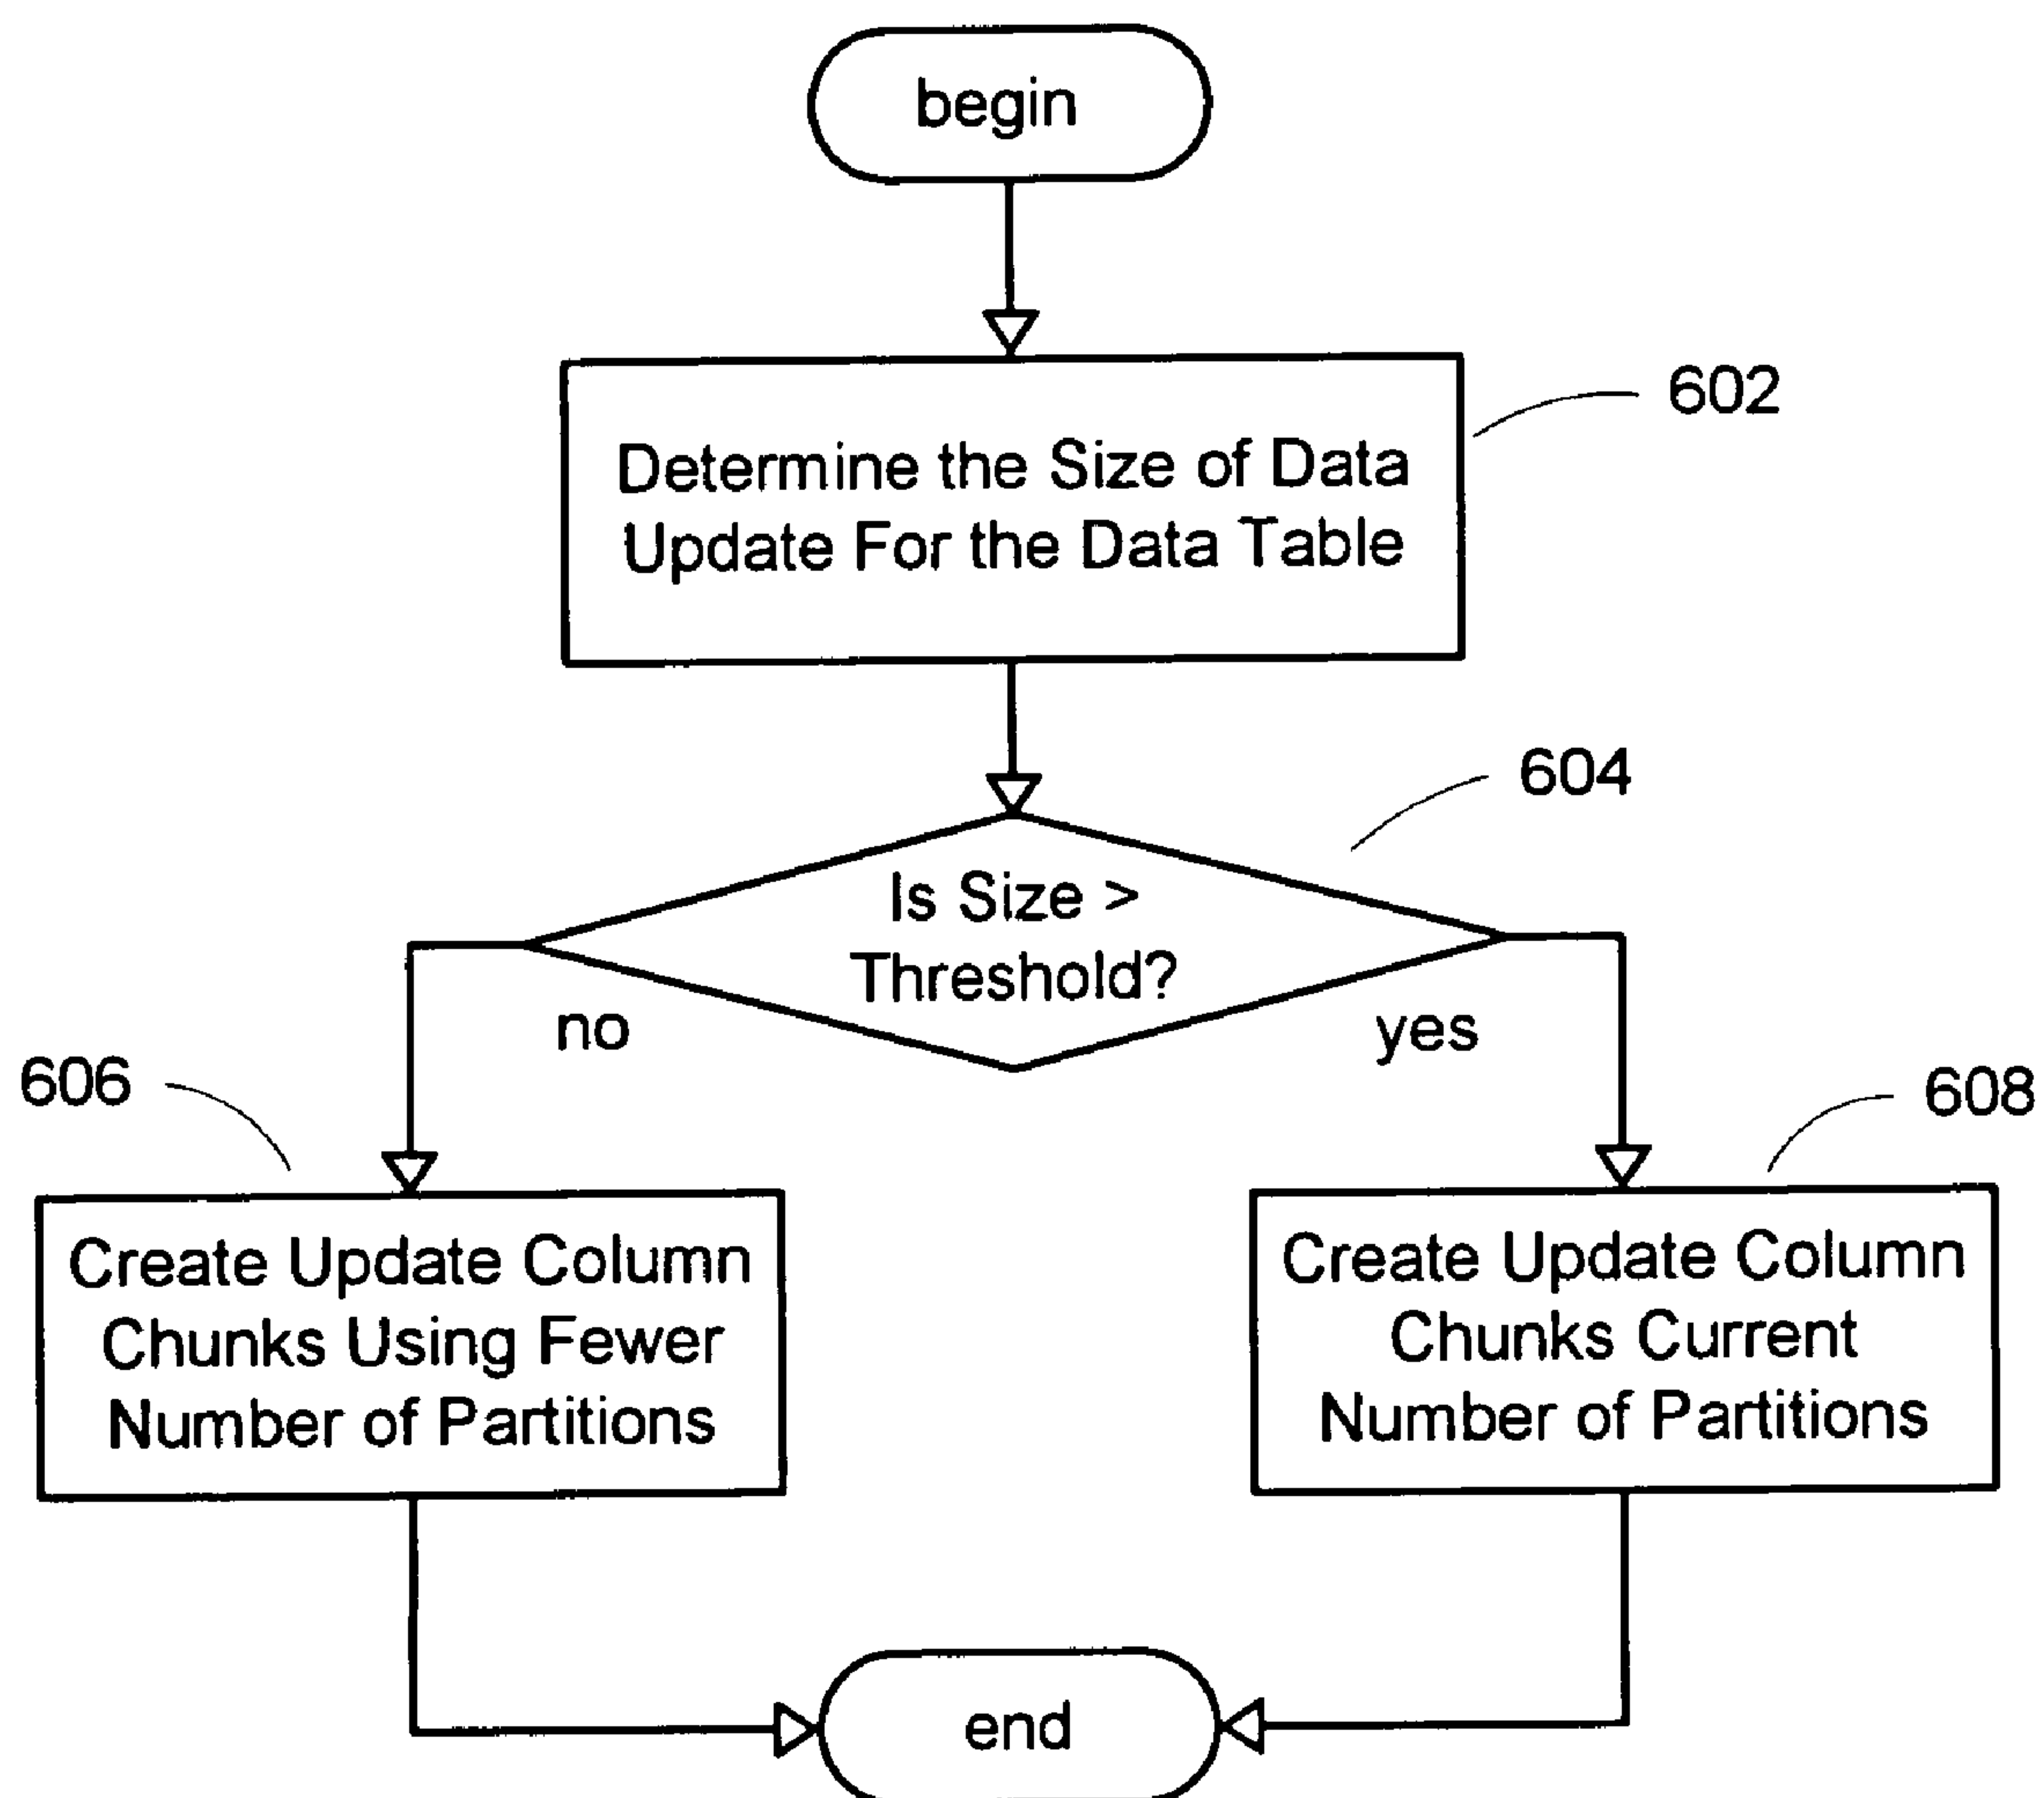 begin
602
Determine the Size of Data
Update For the Data Table
604
Is Size >
Threshold?
no
yes
606
608
Create Update Column
Chunks Using Fewer
Number of Partitions
Create Update Column
Chunks Current
Number of Partitions
end